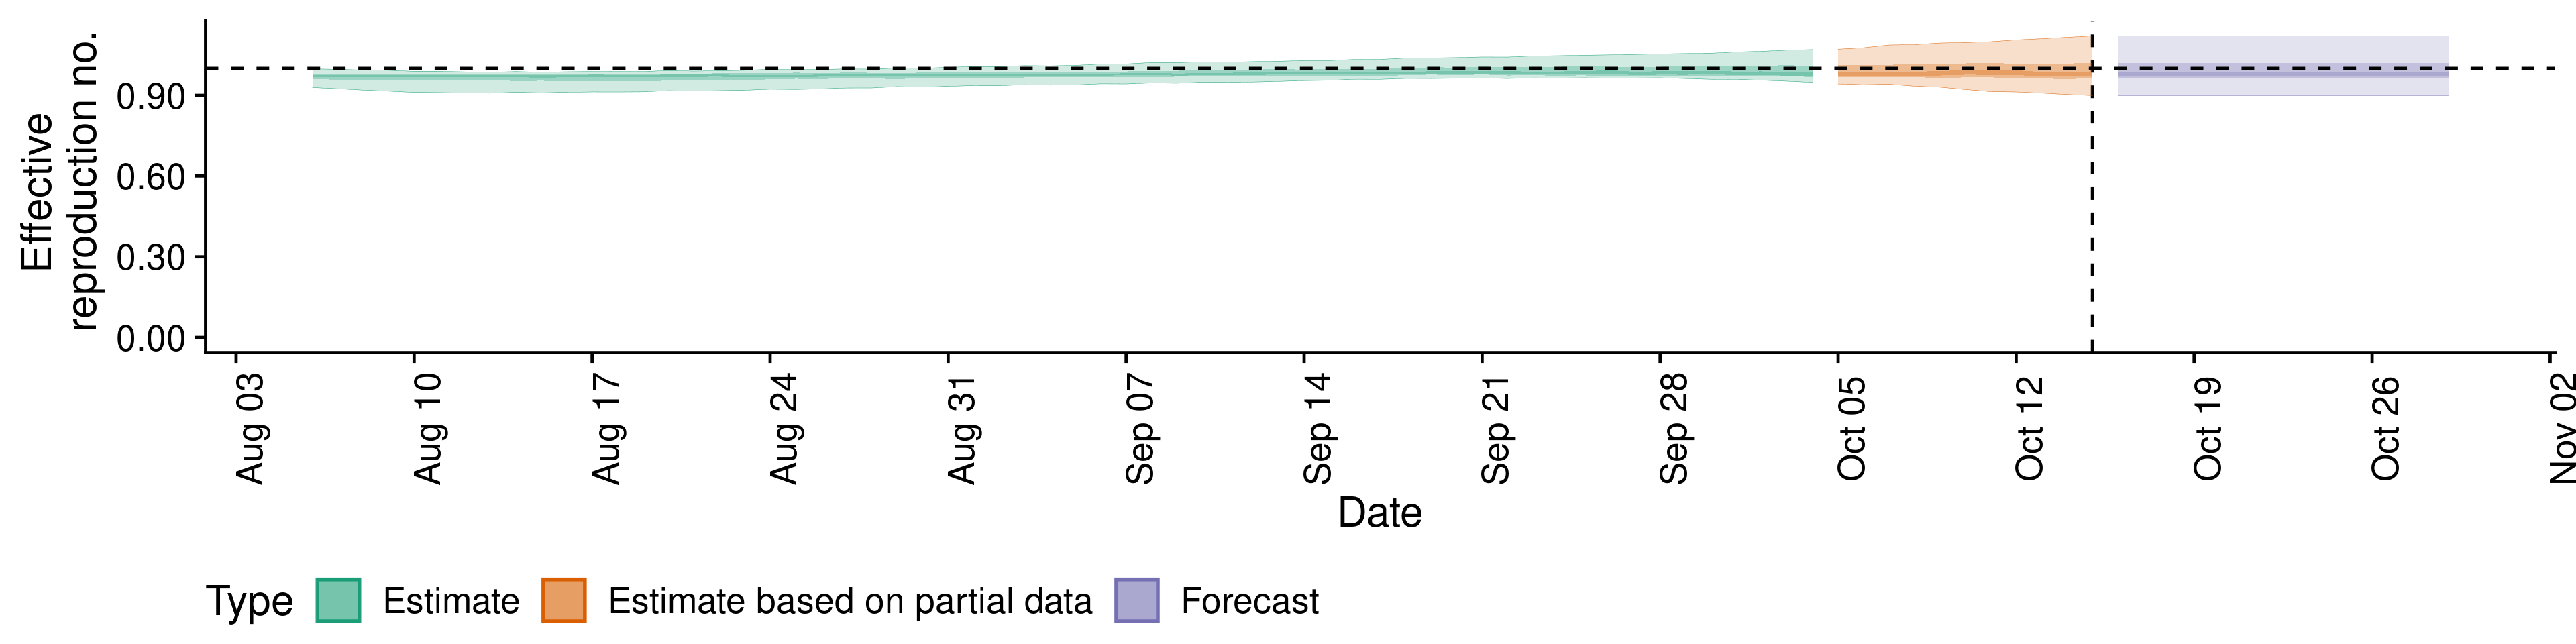 Effective
reproduction no.
0.90
0.60
0.30
0.00
Aug 03
Aug 10
Aug 17
Aug 24
Aug 31
Sep 07
Sep 14
Sep 21
Sep 28
Oct 05
Oct 12
Oct 19
Oct 26
Nov 02
Date
Type Estimate Estimate based on partial data Forecast